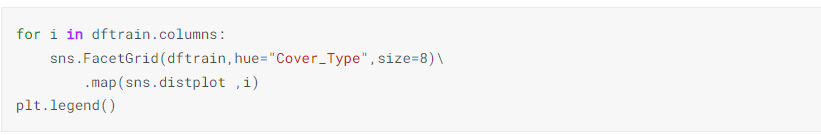 for i in dftrain.columns:
    sns.FacetGrid(dftrain,hue="Cover_Type",size=8)\
        .map(sns.distplot ,i)
plt.legend()